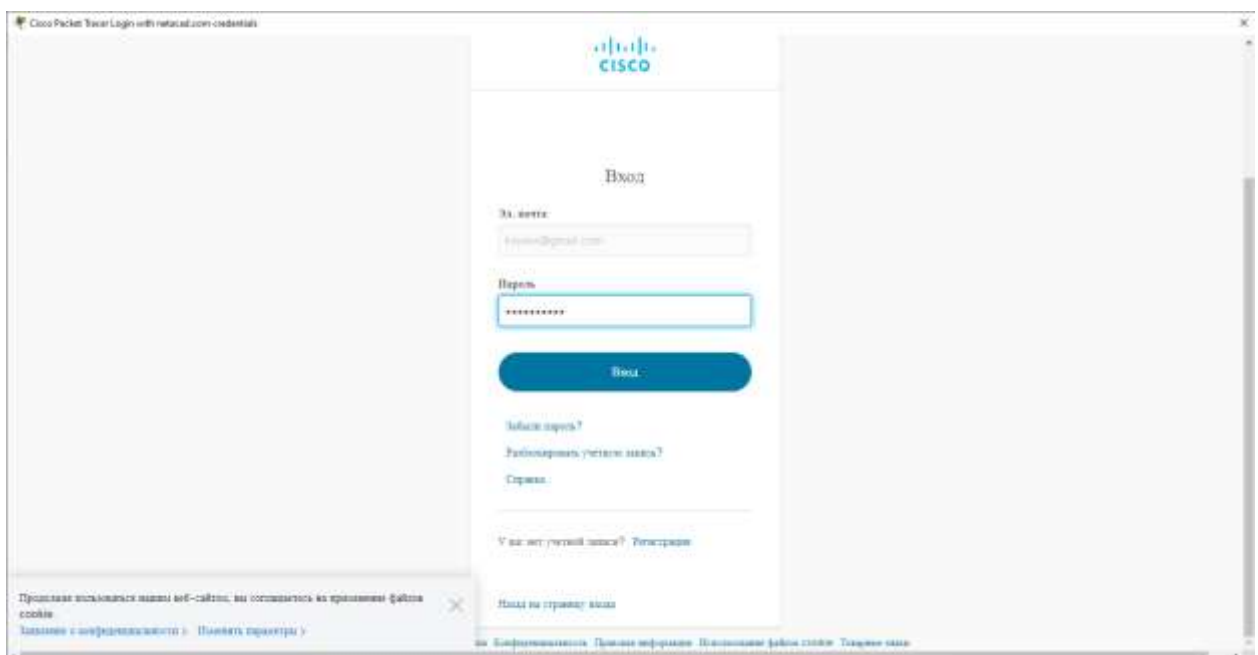 Cisco Packet Tracer Login with netacad.com credentials
CISCO
Вход
Эл. почта
@gmail.com
Пароль
••••••••••
Вход
Забыли пароль?
Разблокировать учетную запись?
Справка
У вас нет учетной записи? Регистрация
Назад на страницу входа
Продолжая пользоваться нашим веб-сайтом, вы соглашаетесь на применение файлов
cookie
Заявление о конфиденциальности > Изменить параметры >
Конфиденциальность Правовая информация Использование файлов cookie Товарные знаки